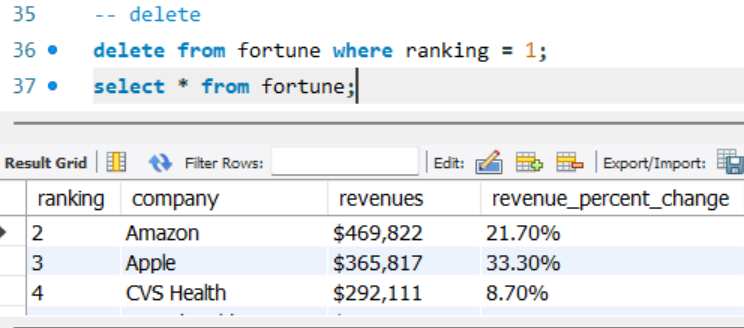 35 -- delete
36 delete from fortune where ranking = 1;
37 select * from fortune;
Result Grid Filter Rows: Edit: Export/Import:
ranking company revenues revenue_percent_change
2 Amazon $469,822 21.70%
3 Apple $365,817 33.30%
4 CVS Health $292,111 8.70%